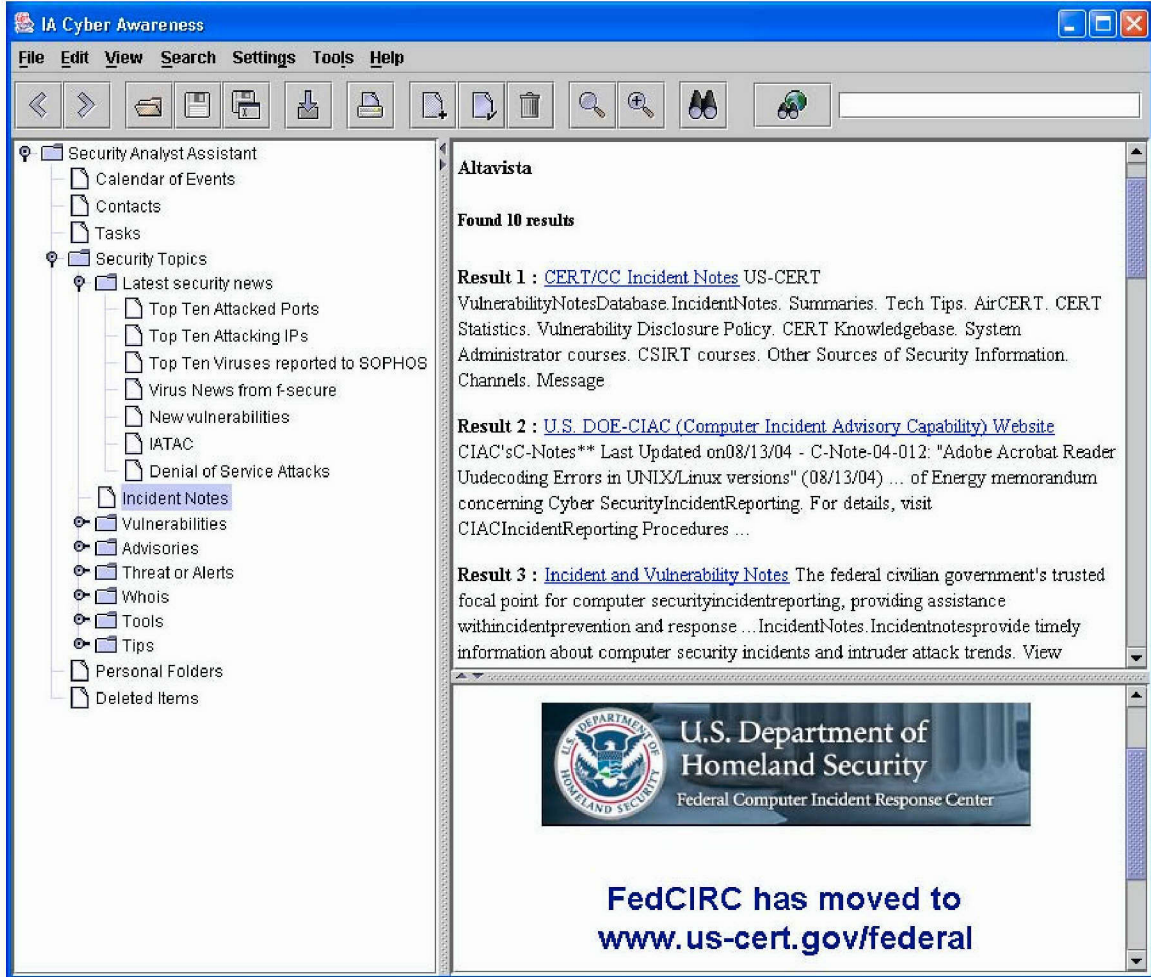 IA Cyber Awareness
File Edit View Search Settings Tools Help
Security Analyst Assistant
Calendar of Events
Contacts
Tasks
Security Topics
Latest security news
Top Ten Attacked Ports
Top Ten Attacking IPs
Top Ten Viruses reported to SOPHOS
Virus News from f-secure
New vulnerabilities
IATAC
Denial of Service Attacks
Incident Notes
Vulnerabilities
Advisories
Threat or Alerts
Whois
Tools
Tips
Personal Folders
Deleted Items
Altavista
Found 10 results
Result 1 : CERT/CC Incident Notes US-CERT
VulnerabilityNotesDatabase.IncidentNotes. Summaries. Tech Tips. AirCERT. CERT
Statistics. Vulnerability Disclosure Policy. CERT Knowledgebase. System
Administrator courses. CSIRT courses. Other Sources of Security Information.
Channels. Message
Result 2 : U.S. DOE-CIAC (Computer Incident Advisory Capability) Website
CIAC'sC-Notes** Last Updated on08/13/04 - C-Note-04-012: "Adobe Acrobat Reader
Uudecoding Errors in UNIX/Linux versions" (08/13/04) ... of Energy memorandum
concerning Cyber SecurityIncidentReporting. For details, visit
CIACIncidentReporting Procedures ...
Result 3 : Incident and Vulnerability Notes The federal civilian government's trusted
focal point for computer securityincidentreporting, providing assistance
withincidentprevention and response ...IncidentNotes.Incidentnotesprovide timely
information about computer security incidents and intruder attack trends. View
U.S. DEPARTMENT OF HOMELAND SECURITY
U.S. Department of
Homeland Security
Federal Computer Incident Response Center
FedCIRC has moved to
www.us-cert.gov/federal